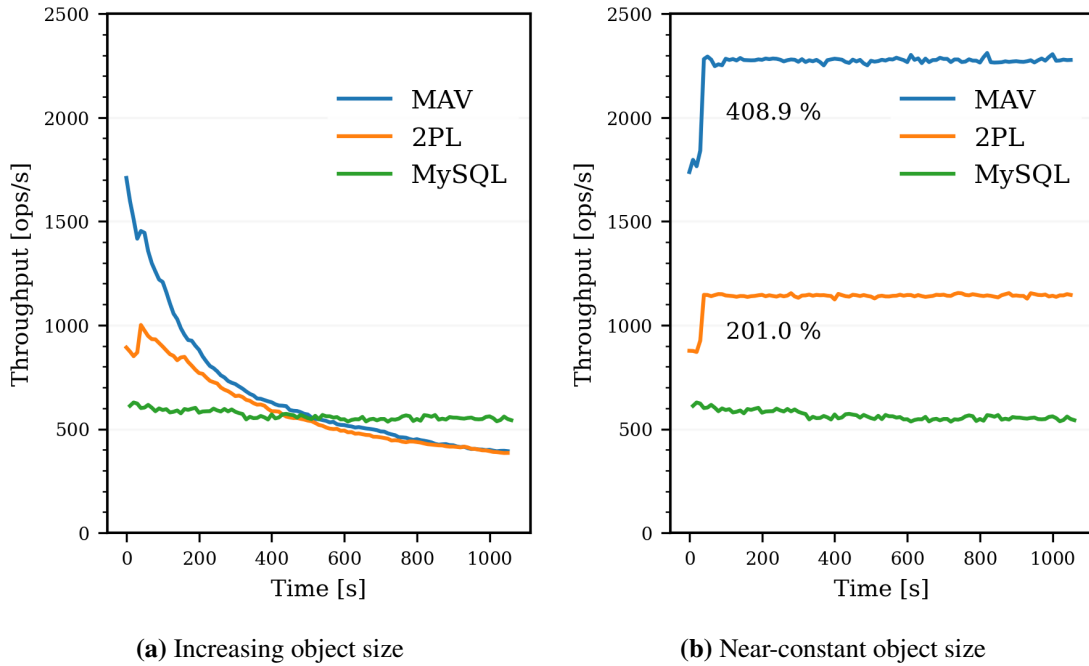 2500
2000
1500
1000
500
0
Throughput [ops/s]
MAV
2PL
MySQL
0 200 400 600 800 1000
Time [s]
(a) Increasing object size
2500
2000
1500
1000
500
0
Throughput [ops/s]
MAV
2PL
MySQL
408.9 %
201.0 %
0 200 400 600 800 1000
Time [s]
(b) Near-constant object size